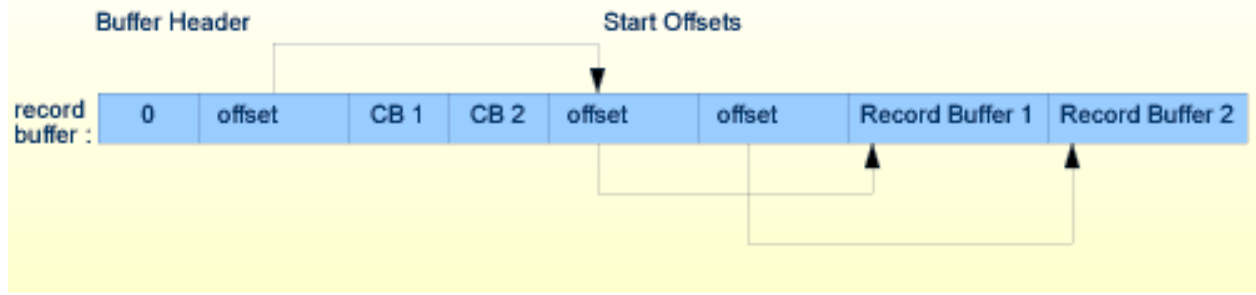 Buffer Header Start Offsets
record
buffer :
0 offset CB 1 CB 2 offset offset Record Buffer 1 Record Buffer 2